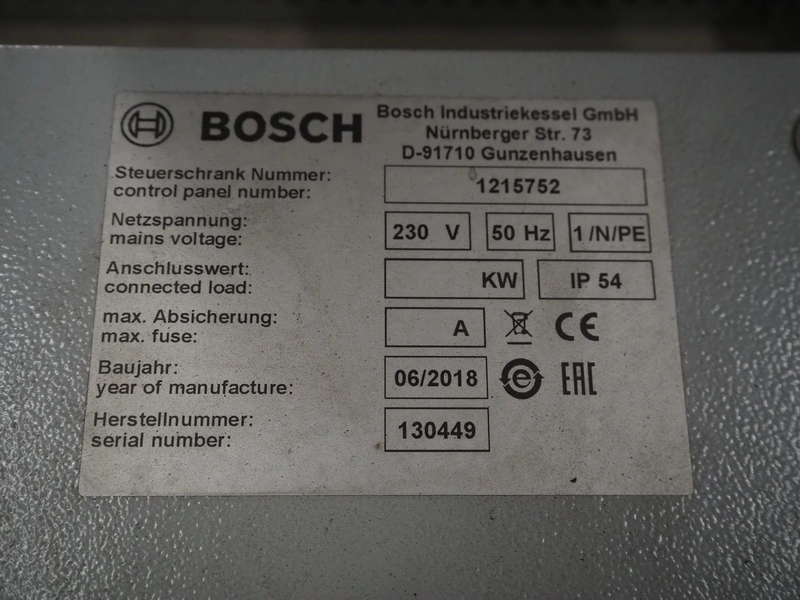 BOSCH
Bosch Industriekessel GmbH
Nürnberger Str. 73
D-91710 Gunzenhausen
Steuerschrank Nummer:
control panel number:
1215752
Netzspannung:
mains voltage:
230 V
50 Hz
1/N/PE
Anschlusswert:
connected load:
KW
IP 54
max. Absicherung:
max. fuse:
A
CE
Baujahr:
year of manufacture:
06/2018
e
EAC
Herstellnummer:
serial number:
130449